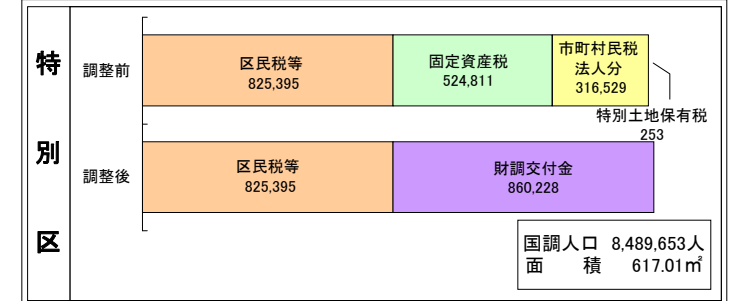 特別区
調整前
区民税等
825,395
固定資産税
524,811
市町村民税
法人分
316,529
特別土地保有税
253
調整後
区民税等
825,395
財調交付金
860,228
国調人口 8,489,653人
面 積 617.01㎡